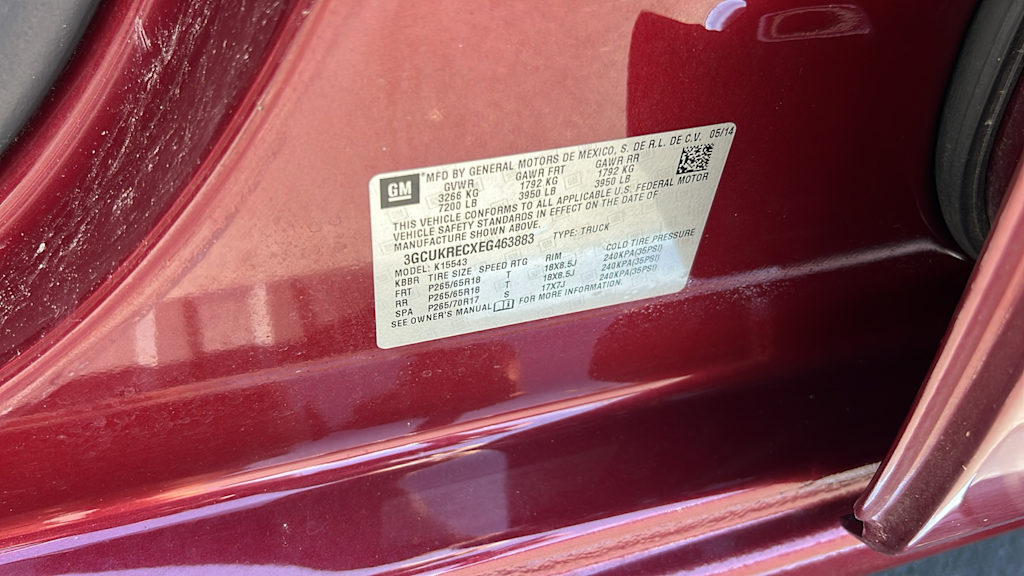 GM
MFD BY GENERAL MOTORS DE MEXICO, S. DE R.L. DE C.V. 05/14
GVWR GAWR FRT GAWR RR
3266 KG 1792 KG 1792 KG
7200 LB 3950 LB 3950 LB
THIS VEHICLE CONFORMS TO ALL APPLICABLE U.S. FEDERAL MOTOR
VEHICLE SAFETY STANDARDS IN EFFECT ON THE DATE OF
MANUFACTURE SHOWN ABOVE.
3GCUKRECXEG463883 TYPE: TRUCK
MODEL: K15543
KBBR TIRE SIZE SPEED RTG RIM COLD TIRE PRESSURE
FRT P265/65R18 T 18X8.5J 240KPA(35PSI)
RR P265/65R18 T 18X8.5J 240KPA(35PSI)
SPA P265/70R17 S 17X7J 240KPA(35PSI)
SEE OWNER'S MANUAL FOR MORE INFORMATION.